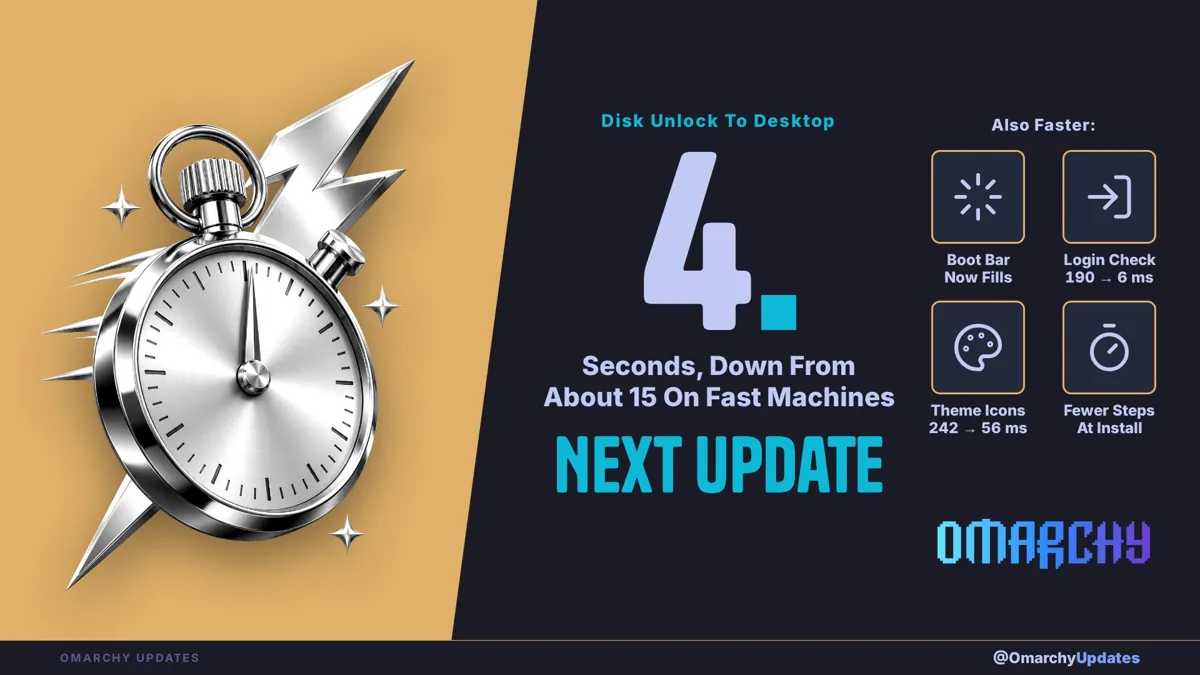 Disk Unlock To Desktop
4.
Seconds, Down From
About 15 On Fast Machines
NEXT UPDATE
Also Faster:
Boot Bar
Now Fills
Login Check
190 → 6 ms
Theme Icons
242 → 56 ms
Fewer Steps
At Install
OMARCHY
OMARCHY UPDATES
@OmarchyUpdates